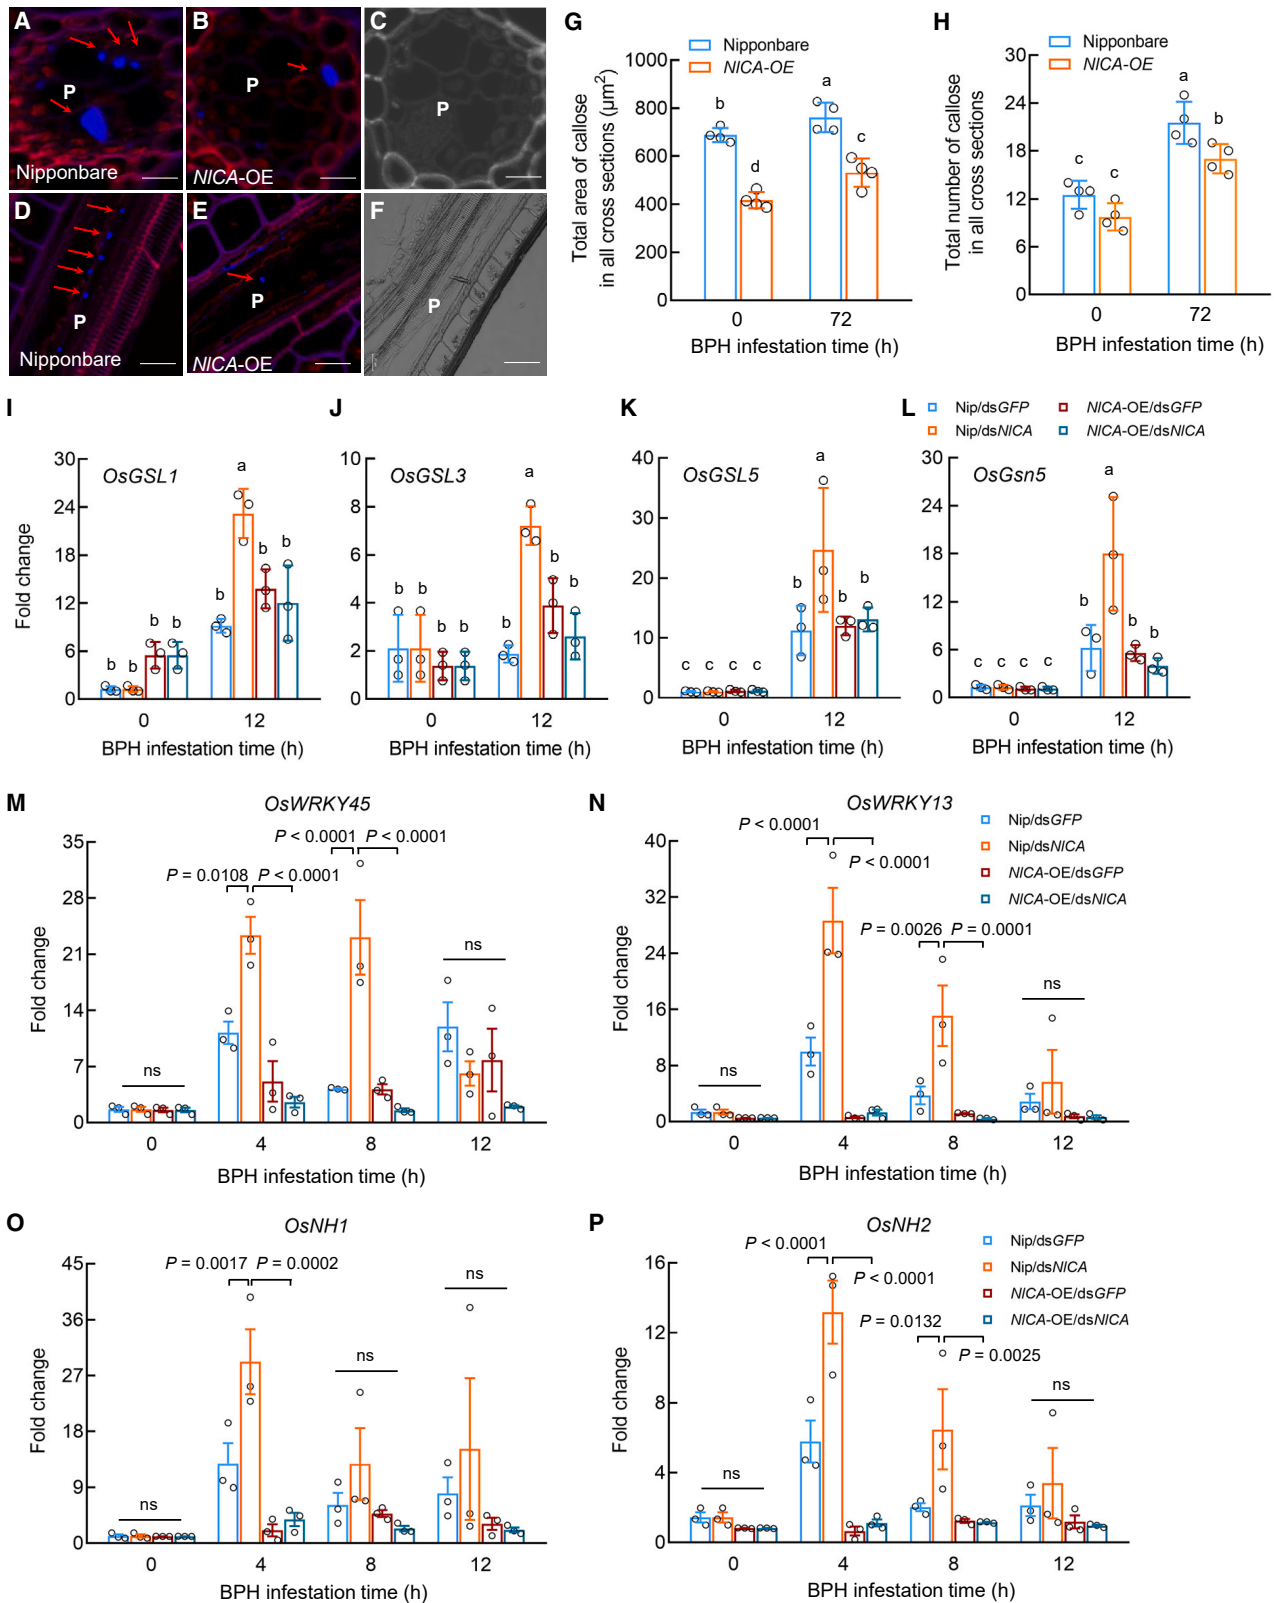 A
B
C
P
P
P
Nipponbare
NICA-OE
D
E
F
P
P
P
Nipponbare
NICA-OE
G
Nipponbare
NICA-OE
Total area of callose
in all cross sections (µm²)
1000
800
600
400
200
0
b
d
a
c
0 72
BPH infestation time (h)
H
Nipponbare
NICA-OE
Total number of callose
in all cross sections
30
24
18
12
6
0
c
c
a
b
0 72
BPH infestation time (h)
I
OsGSL1
Fold change
30
24
18
12
6
0
b b b b
b a b b
0 12
BPH infestation time (h)
J
OsGSL3
10
8
6
4
2
0
b b b b
b a b b
0 12
BPH infestation time (h)
K
OsGSL5
40
30
20
10
0
c c c c
b a b b
0 12
BPH infestation time (h)
L
Nip/dsGFP
Nip/dsNICA
NICA-OE/dsGFP
NICA-OE/dsNICA
OsGsn5
30
24
18
12
6
0
c c c c
b a b b
0 12
BPH infestation time (h)
M
OsWRKY45
Fold change
35
28
21
14
7
0
P < 0.0001 P < 0.0001
P = 0.0108 P < 0.0001
ns
ns
0 4 8 12
BPH infestation time (h)
N
OsWRKY13
Nip/dsGFP
Nip/dsNICA
NICA-OE/dsGFP
NICA-OE/dsNICA
Fold change
40
32
24
16
8
0
P < 0.0001
P < 0.0001
P = 0.0026 P = 0.0001
ns
ns
0 4 8 12
BPH infestation time (h)
O
OsNH1
Fold change
45
36
27
18
9
0
P = 0.0017 P = 0.0002
ns
ns
ns
0 4 8 12
BPH infestation time (h)
P
OsNH2
Nip/dsGFP
Nip/dsNICA
NICA-OE/dsGFP
NICA-OE/dsNICA
Fold change
16
12
8
4
0
P < 0.0001
P < 0.0001
P = 0.0132
P = 0.0025
ns
ns
0 4 8 12
BPH infestation time (h)